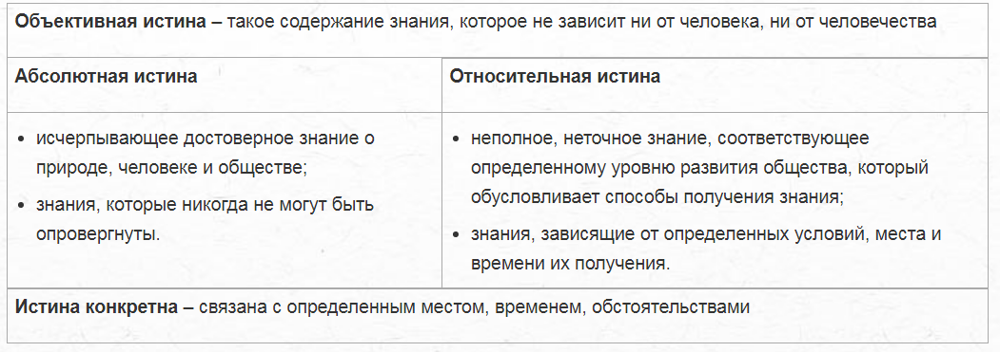 Объективная истина – такое содержание знания, которое не зависит ни от человека, ни от человечества
Абсолютная истина
Относительная истина
• исчерпывающее достоверное знание о
природе, человеке и обществе;
• знания, которые никогда не могут быть
опровергнуты.
• неполное, неточное знание, соответствующее
определенному уровню развития общества, который
обусловливает способы получения знания;
• знания, зависящие от определенных условий, места и
времени их получения.
Истина конкретна – связана с определенным местом, временем, обстоятельствами